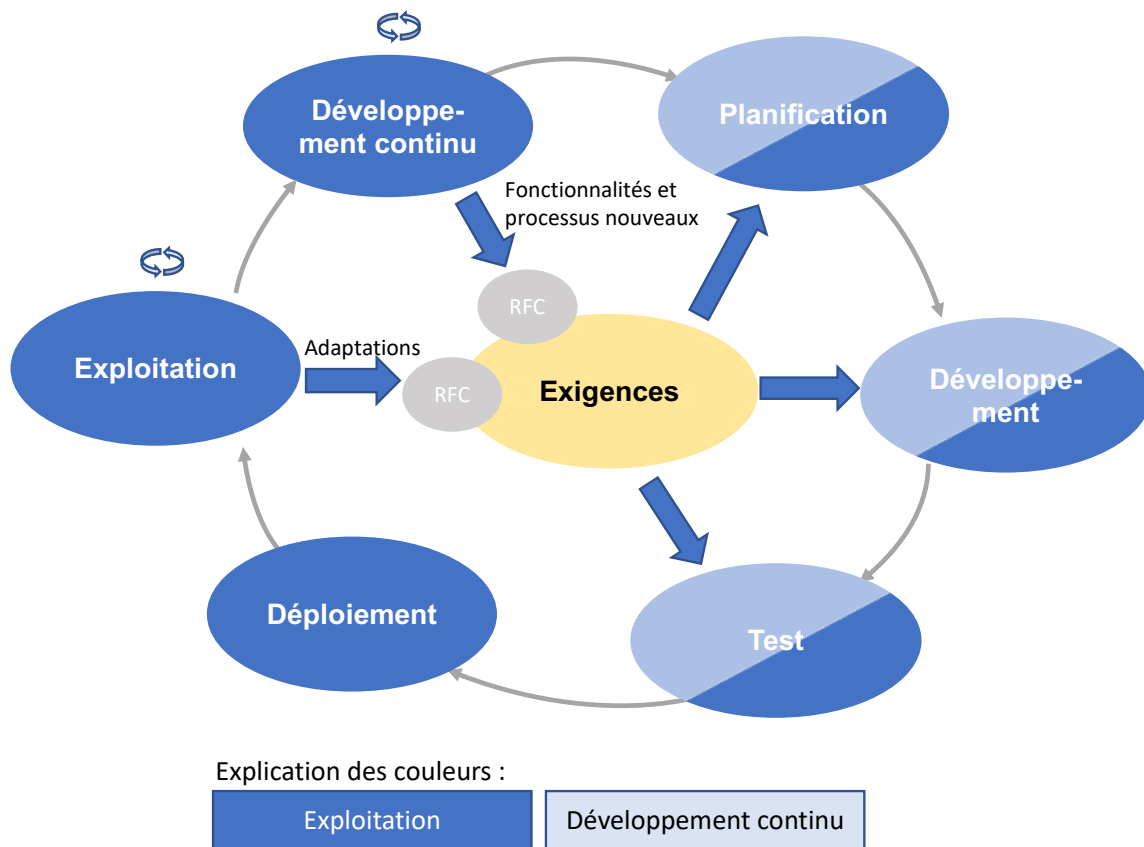 Développe-
ment continu
Planification
Fonctionnalités et
processus nouveaux
RFC
Exploitation
Adaptations
RFC
Exigences
Développe-
ment
Déploiement
Test
Explication des couleurs :
Exploitation
Développement continu